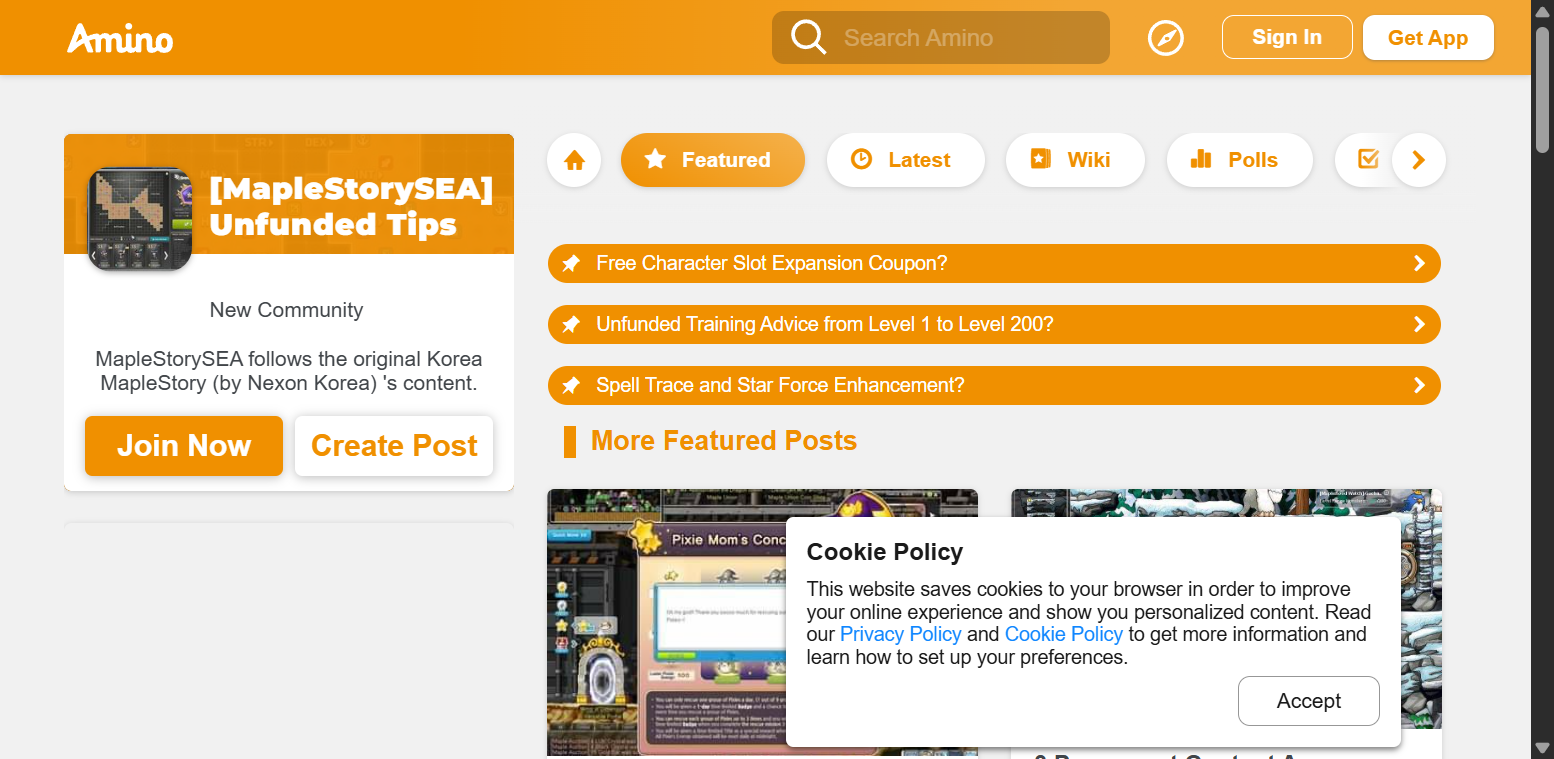 Amino
Search Amino
Sign In
Get App
[MapleStorySEA]
Unfunded Tips
New Community
MapleStorySEA follows the original Korea
MapleStory (by Nexon Korea) 's content.
Join Now
Create Post
Featured
Latest
Wiki
Polls
Free Character Slot Expansion Coupon?
Unfunded Training Advice from Level 1 to Level 200?
Spell Trace and Star Force Enhancement?
More Featured Posts
Pixie Mom's Conc
Cookie Policy
This website saves cookies to your browser in order to improve
your online experience and show you personalized content. Read
our Privacy Policy and Cookie Policy to get more information and
learn how to set up your preferences.
Accept